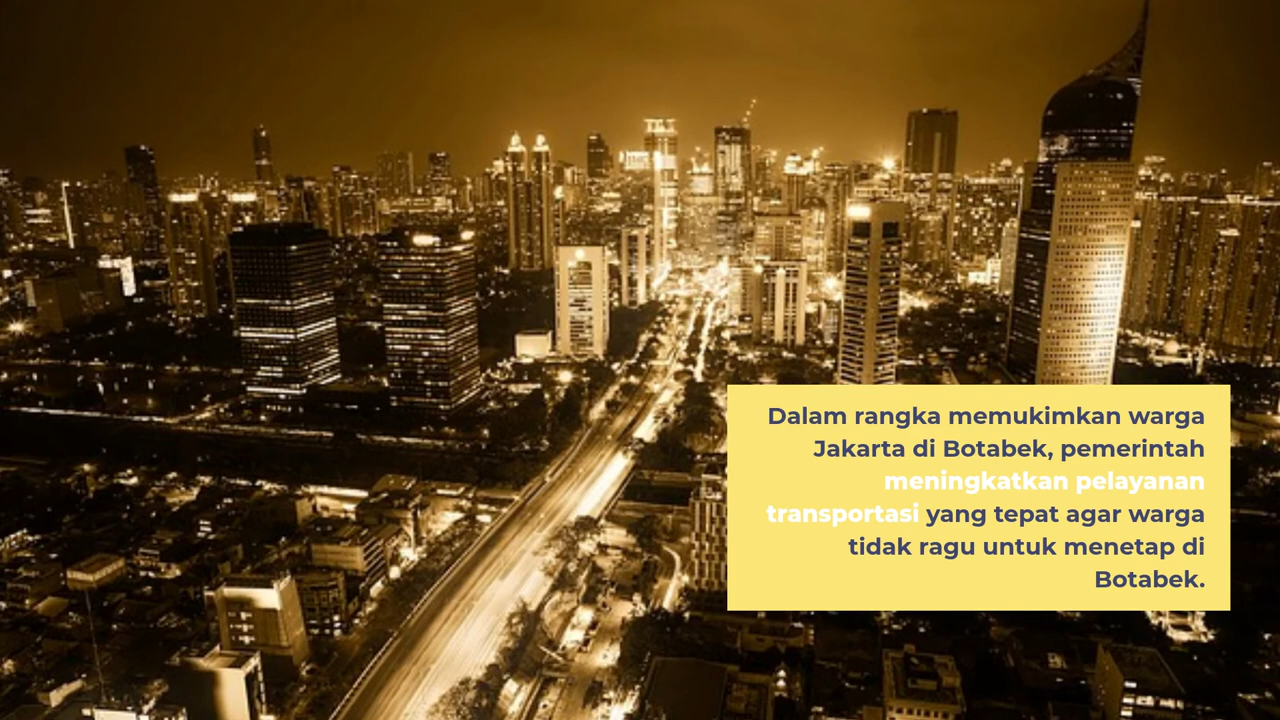 Dalam rangka memukimkan warga
Jakarta di Botabek, pemerintah
meningkatkan pelayanan
transportasi yang tepat agar warga
tidak ragu untuk menetap di
Botabek.